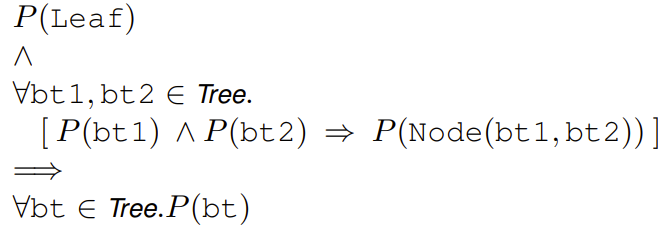 P(Leaf)
∧
∀bt1,bt2 ∈ Tree.
[ P(bt1) ∧ P(bt2) ⇒ P(Node(bt1,bt2)) ]
⟹
∀bt ∈ Tree.P(bt)